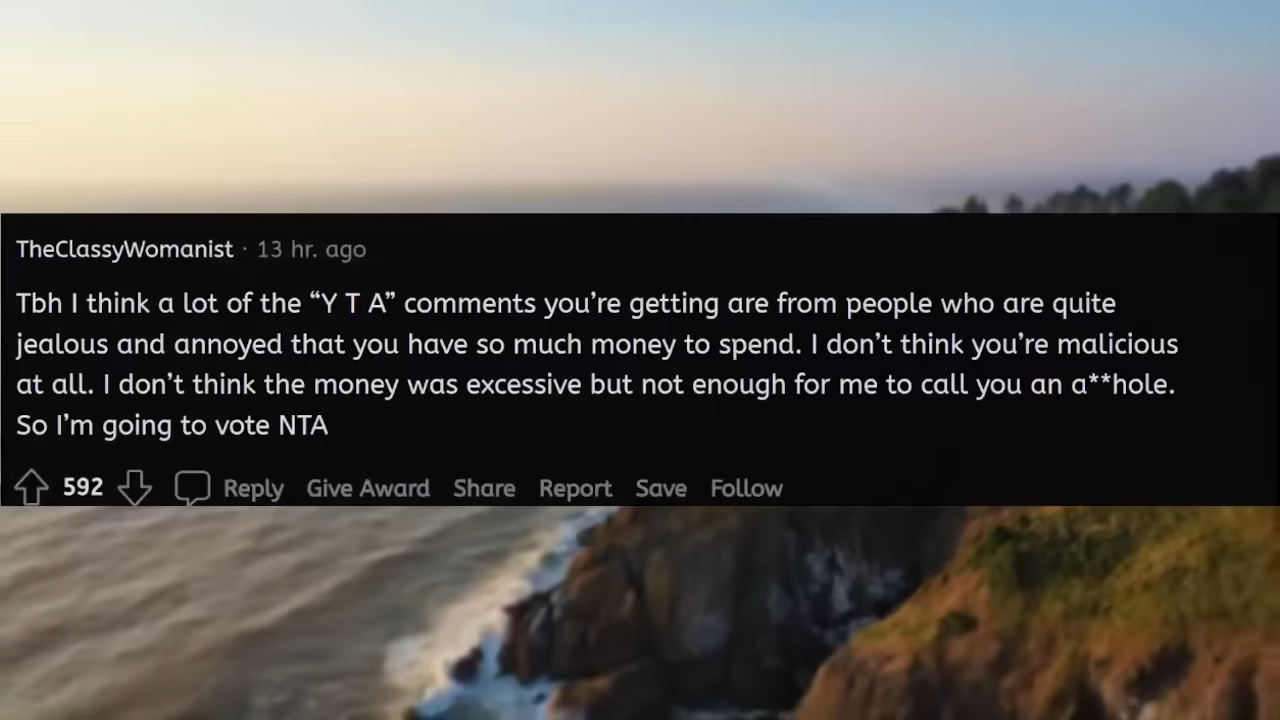 TheClassyWomanist · 13 hr. ago
Tbh I think a lot of the “Y T A” comments you’re getting are from people who are quite
jealous and annoyed that you have so much money to spend. I don’t think you’re malicious
at all. I don’t think the money was excessive but not enough for me to call you an a**hole.
So I’m going to vote NTA
592 Reply Give Award Share Report Save Follow